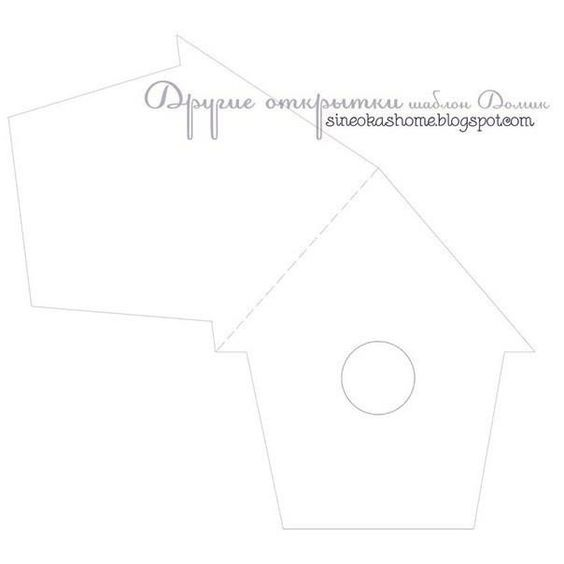 Другие открытки шаблон Домик
sineokashome.blogspot.com